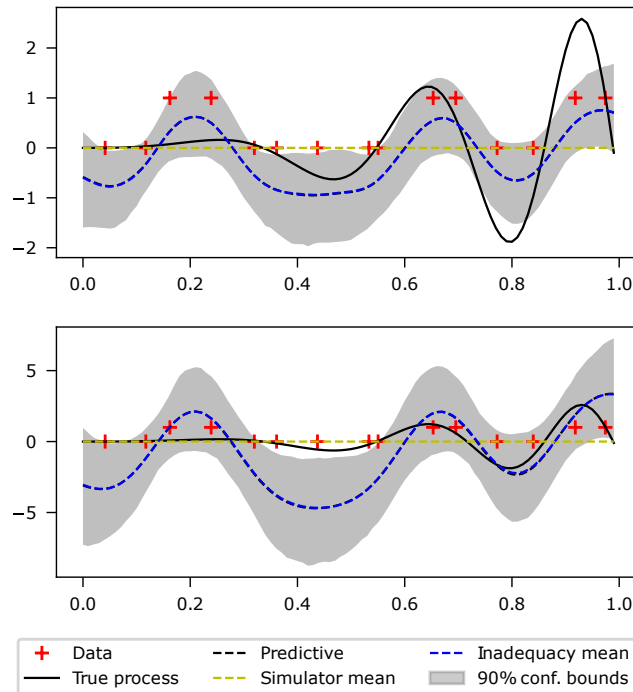 2
1
0
−1
−2
0.0 0.2 0.4 0.6 0.8 1.0
5
0
−5
0.0 0.2 0.4 0.6 0.8 1.0
Data Predictive Inadequacy mean
True process Simulator mean 90% conf. bounds